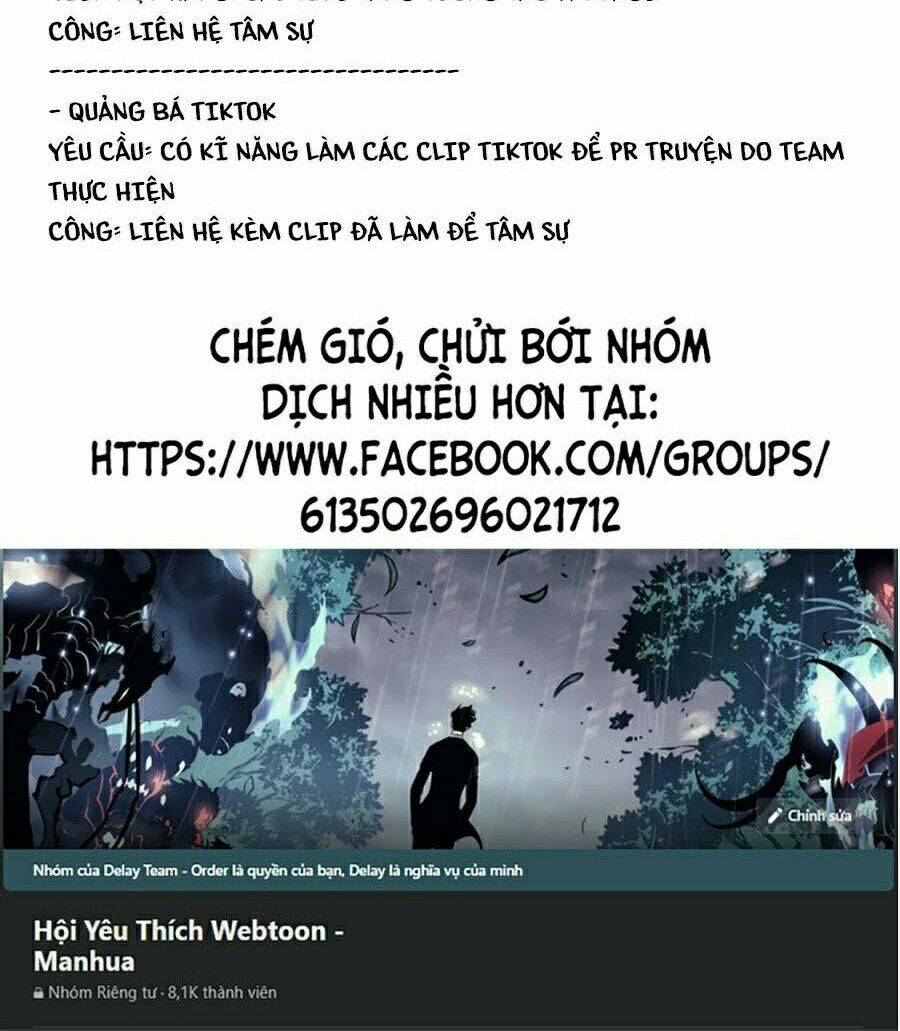 CÔNG: LIÊN HỆ TÂM SỰ
---------------------------------
- QUẢNG BÁ TIKTOK
YÊU CẦU: CÓ KĨ NĂNG LÀM CÁC CLIP TIKTOK ĐỂ PR TRUYỆN DO TEAM
THỰC HIỆN
CÔNG: LIÊN HỆ KÈM CLIP ĐÃ LÀM ĐỂ TÂM SỰ
CHÉM GIÓ, CHỬI BỚI NHÓM
DỊCH NHIỀU HƠN TẠI:
HTTPS://WWW.FACEBOOK.COM/GROUPS/
613502696021712
Chỉnh sửa
Nhóm của Delay Team - Order là quyền của bạn, Delay là nghĩa vụ của mình
Hội Yêu Thích Webtoon -
Manhua
Nhóm Riêng tư · 8,1K thành viên